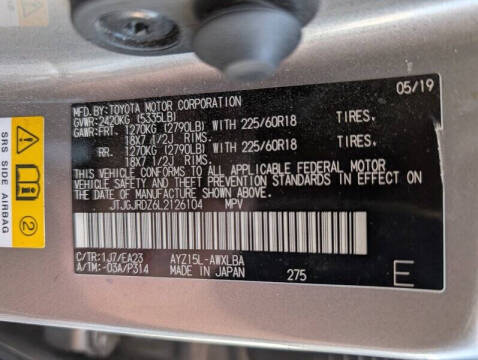 05/19
MFD. BY: TOYOTA MOTOR CORPORATION
GVWR: 2420KG (5335LB)
GAWR: FRT. 1270KG (2790LB) WITH 225/60R18 TIRES.
18X7 1/2J RIMS.
RR. 1270KG (2790LB) WITH 225/60R18 TIRES.
18X7 1/2J RIMS.
THIS VEHICLE CONFORMS TO ALL APPLICABLE FEDERAL MOTOR
VEHICLE SAFETY AND THEFT PREVENTION STANDARDS IN EFFECT
ON THE DATE OF MANUFACTURE SHOWN ABOVE.
JTJGJRDZ6L2126104 MPV
C/TR: 1J7/EA23 AYZ15L-AWXLBA
A/TM: -03A/P314 MADE IN JAPAN 275
E
SRS SIDE AIRBAG
2